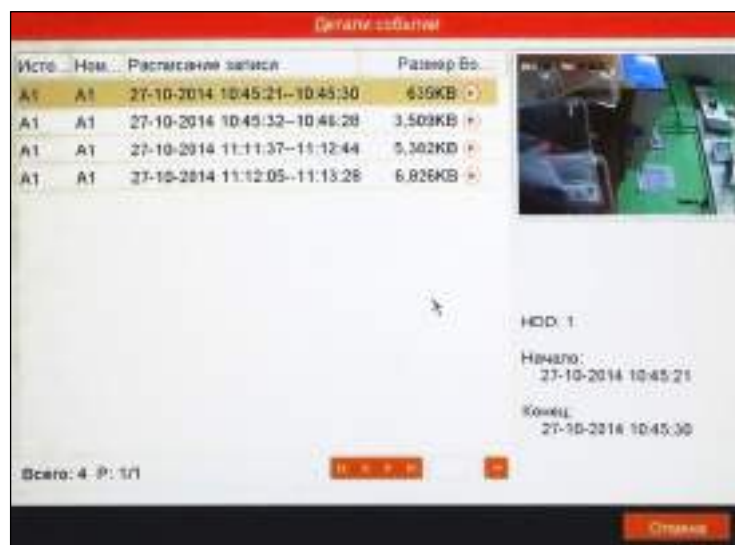 Детали события
Исто... Ном... Расписание записи Размер Во...
A1 A1 27-10-2014 10:45:21--10:45:30 635KB
A1 A1 27-10-2014 10:45:32--10:46:28 3,509KB
A1 A1 27-10-2014 11:11:37--11:12:44 5,382KB
A1 A1 27-10-2014 11:12:05--11:13:28 6,826KB
HDD: 1
Начало:
27-10-2014 10:45:21
Конец:
27-10-2014 10:45:30
Всего: 4 P: 1/1
Отмена